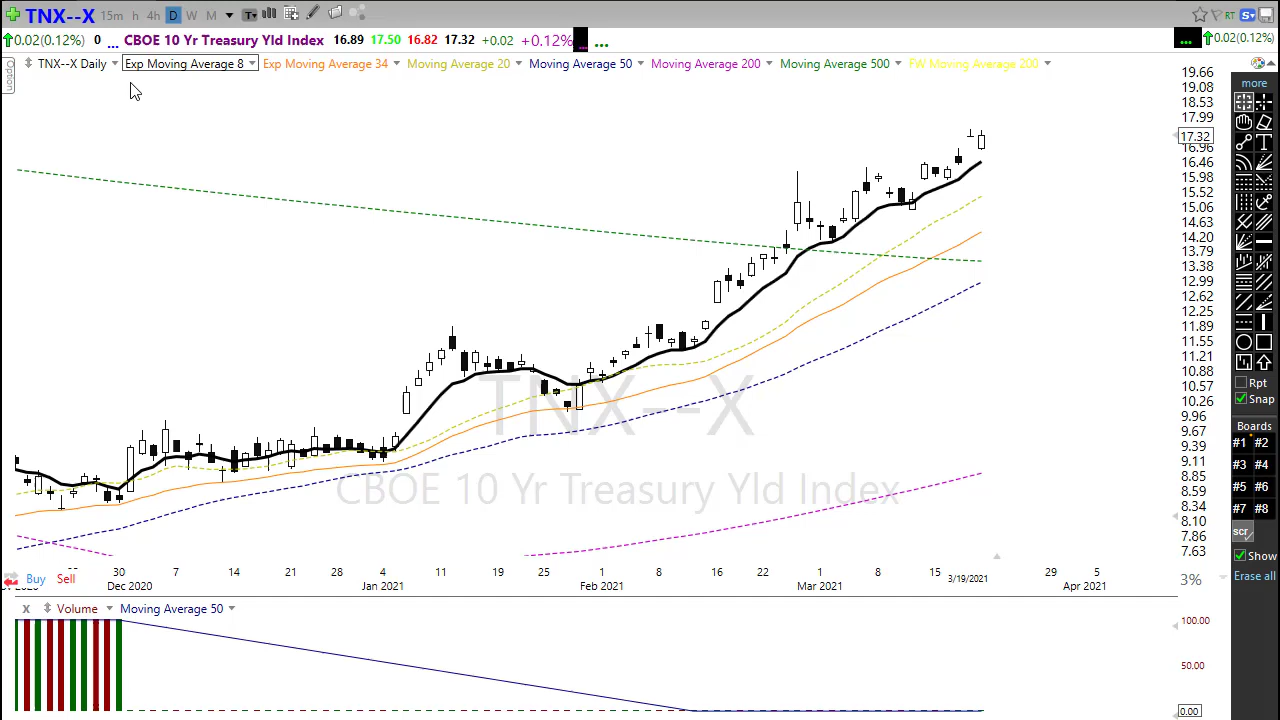 TNX--X 15m h 4h D W M T RT S
0.02(0.12%) 0 ... CBOE 10 Yr Treasury Yld Index 16.89 17.50 16.82 17.32 +0.02 +0.12% ... ... 0.02(0.12%)
Option TNX--X Daily Exp Moving Average 8 Exp Moving Average 34 Moving Average 20 Moving Average 50 Moving Average 200 Moving Average 500 FW Moving Average 200
19.66
19.08
18.53
17.99
17.32
16.96
16.46
15.98
15.52
15.06
14.63
14.20
13.79
13.38
12.99
12.62
12.25
11.89
11.55
11.21
10.88
10.57
10.26
9.96
9.67
9.39
9.11
8.85
8.59
8.34
8.10
7.86
7.63
TNX--X
CBOE 10 Yr Treasury Yld Index
30 7 14 21 28 4 11 19 25 1 8 16 22 1 8 15 3/19/2021 29 5
Dec 2020 Jan 2021 Feb 2021 Mar 2021 Apr 2021
Buy Sell
3%
X Volume Moving Average 50
100.00
50.00
0.00
more
T
Rpt
Snap
Boards
#1 #2
#3 #4
#5 #6
#7 #8
scr
Show
Erase all